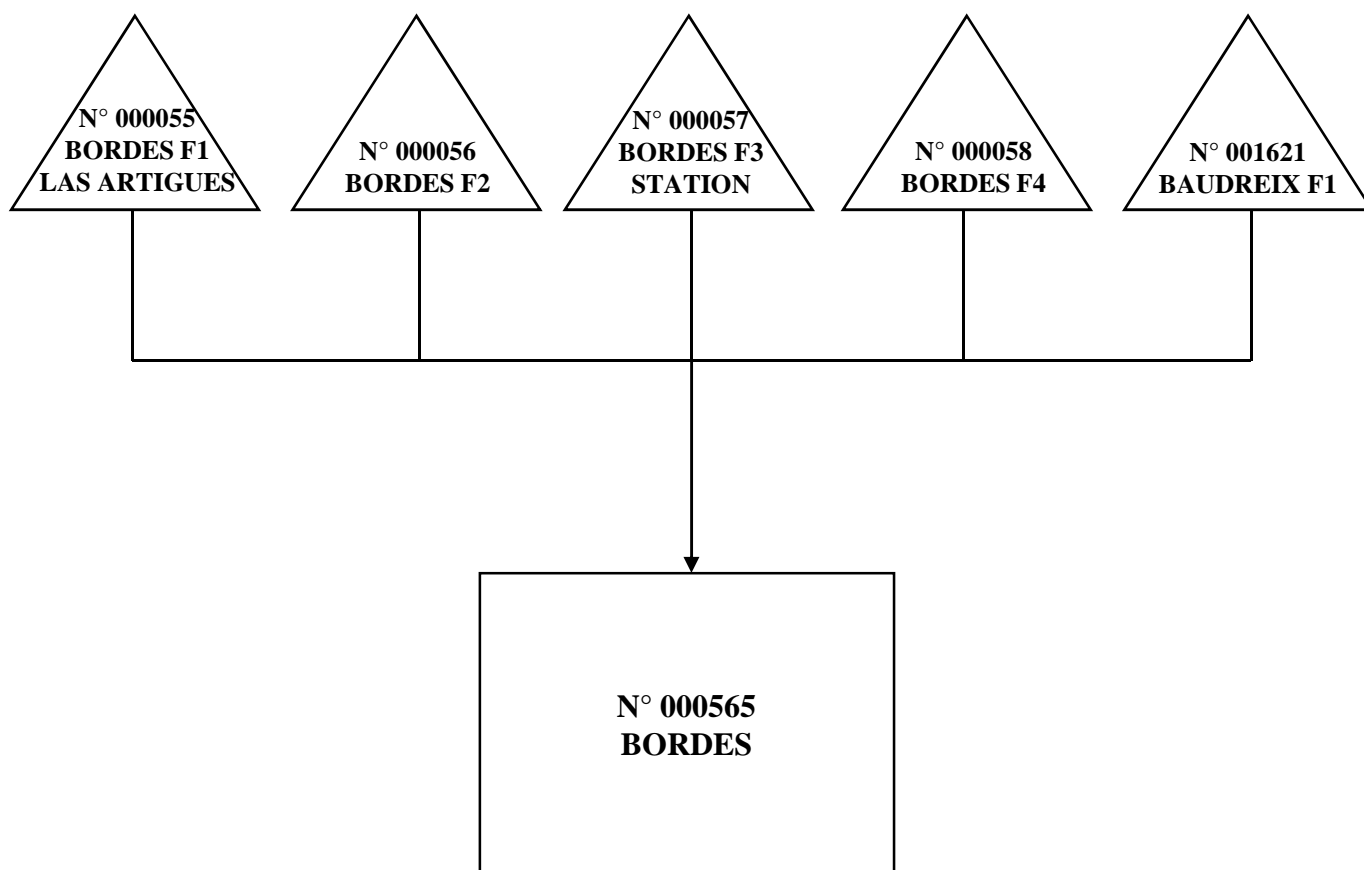 N° 000055
BORDES F1
LAS ARTIGUES
N° 000056
BORDES F2
N° 000057
BORDES F3
STATION
N° 000058
BORDES F4
N° 001621
BAUDREIX F1
N° 000565
BORDES